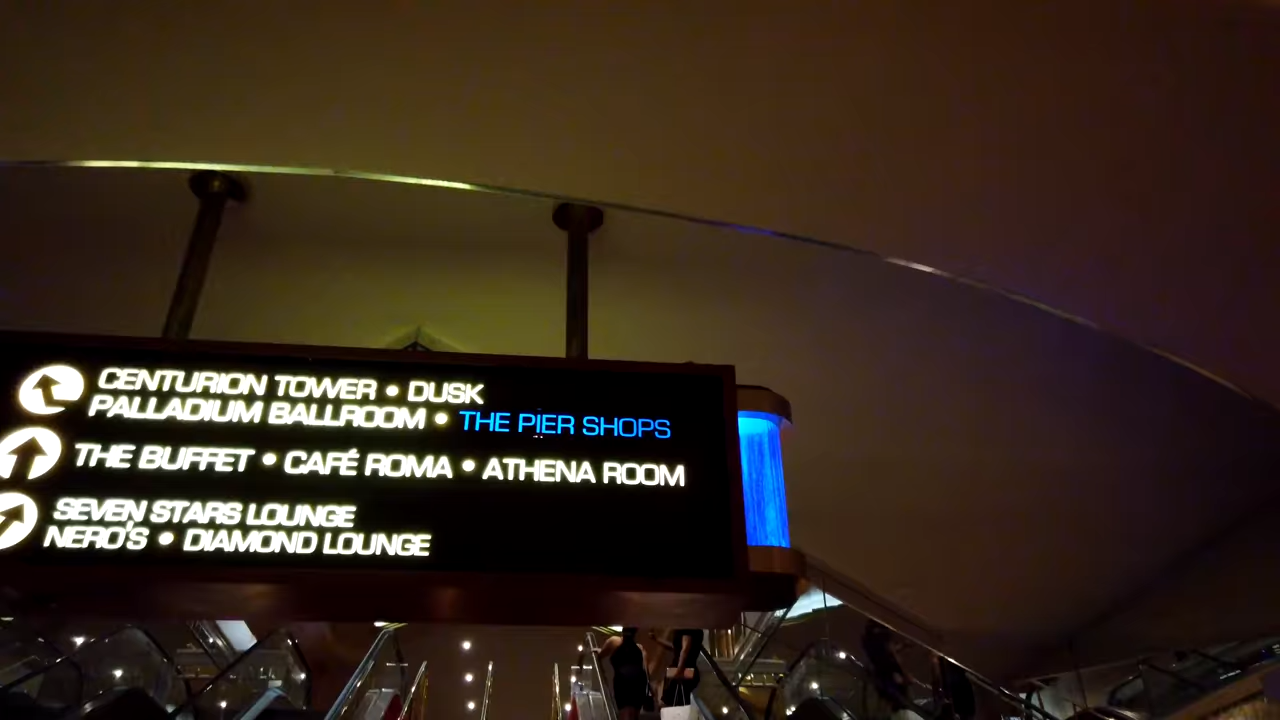 CENTURION TOWER • DUSK
PALLADIUM BALLROOM • THE PIER SHOPS
THE BUFFET • CAFÉ ROMA • ATHENA ROOM
SEVEN STARS LOUNGE
NERO'S • DIAMOND LOUNGE